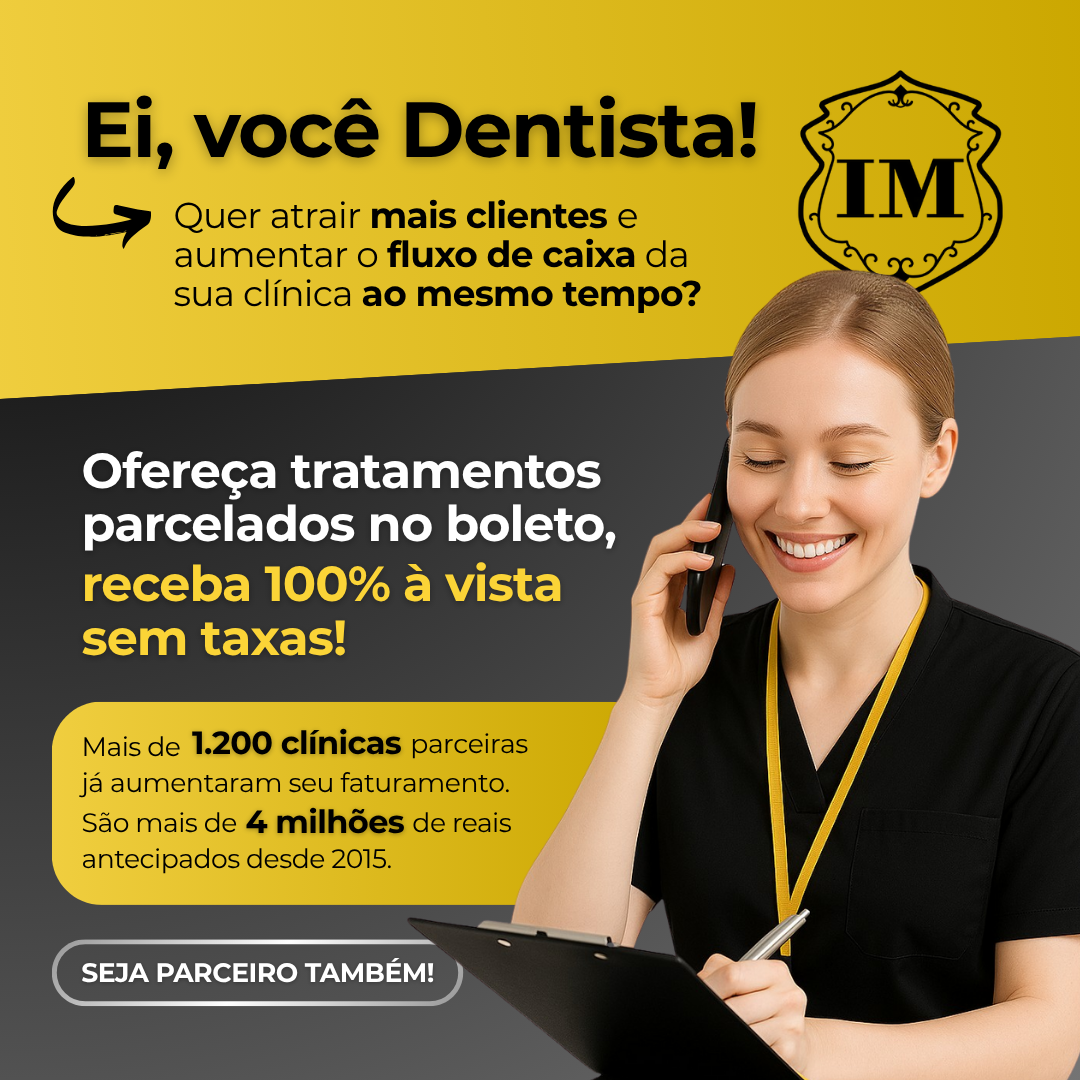 Ei, você Dentista!
IM
Quer atrair mais clientes e
aumentar o fluxo de caixa da
sua clínica ao mesmo tempo?
Ofereça tratamentos
parcelados no boleto,
receba 100% à vista
sem taxas!
Mais de 1.200 clínicas parceiras
já aumentaram seu faturamento.
São mais de 4 milhões de reais
antecipados desde 2015.
SEJA PARCEIRO TAMBÉM!